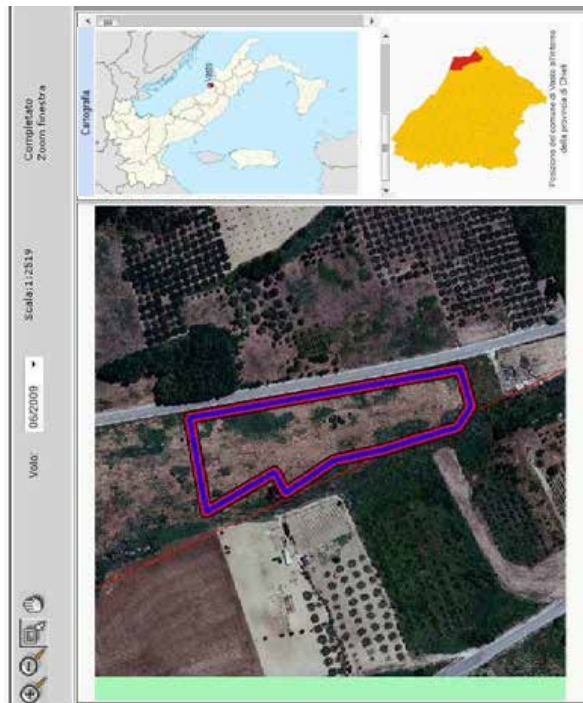 Volo: 06/2009
Scala:1:2519
Completato
Zoom finestra
Cartografia
Posizione del comune di Vasto all'interno
della provincia di Chieti